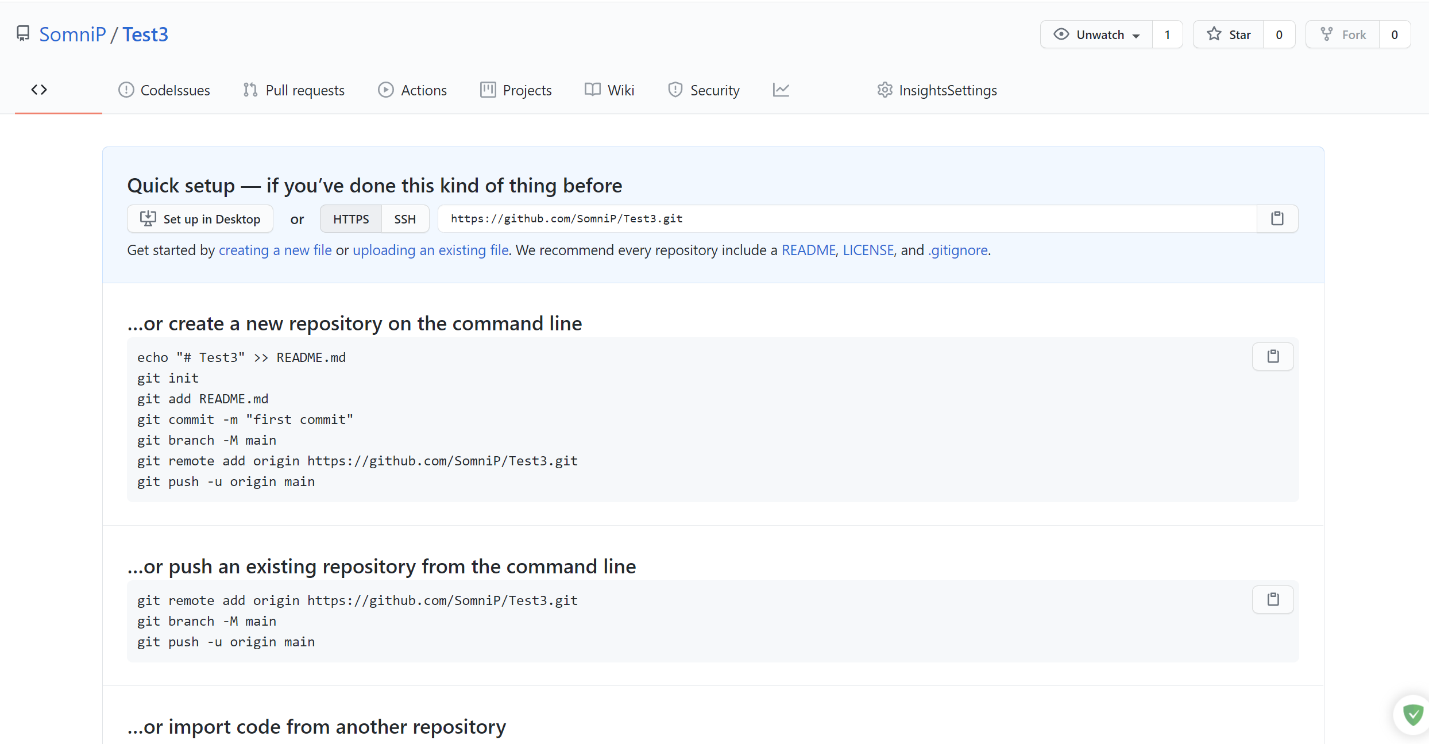 SomniP / Test3
Unwatch 1 Star 0 Fork 0
<> CodeIssues Pull requests Actions Projects Wiki Security InsightsSettings
Quick setup — if you’ve done this kind of thing before
Set up in Desktop or HTTPS SSH https://github.com/SomniP/Test3.git
Get started by creating a new file or uploading an existing file. We recommend every repository include a README, LICENSE, and .gitignore.
…or create a new repository on the command line
echo "# Test3" >> README.md
git init
git add README.md
git commit -m "first commit"
git branch -M main
git remote add origin https://github.com/SomniP/Test3.git
git push -u origin main
…or push an existing repository from the command line
git remote add origin https://github.com/SomniP/Test3.git
git branch -M main
git push -u origin main
…or import code from another repository